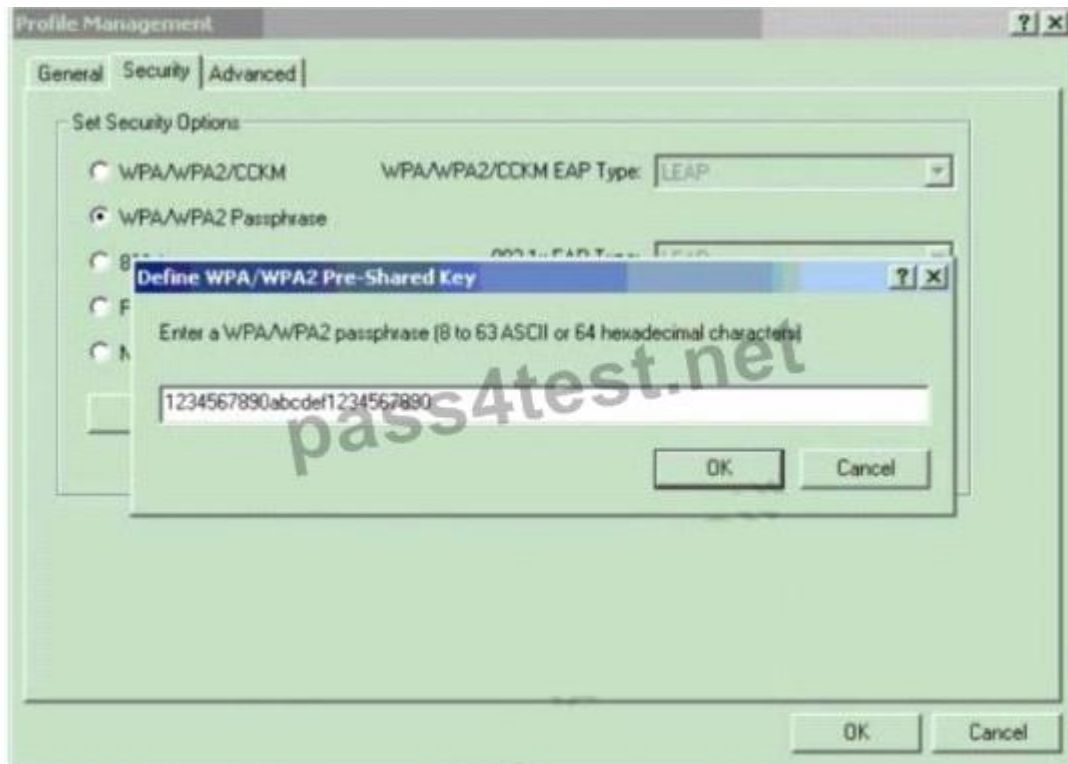 Profile Management
General Security Advanced
Set Security Options
WPA/WPA2/CCKM WPA/WPA2/CCKM EAP Type: LEAP
WPA/WPA2 Passphrase
Define WPA/WPA2 Pre-Shared Key
Enter a WPA/WPA2 passphrase (8 to 63 ASCII or 64 hexadecimal characters)
1234567890abcdef1234567890
pass4test.net
OK Cancel
OK Cancel